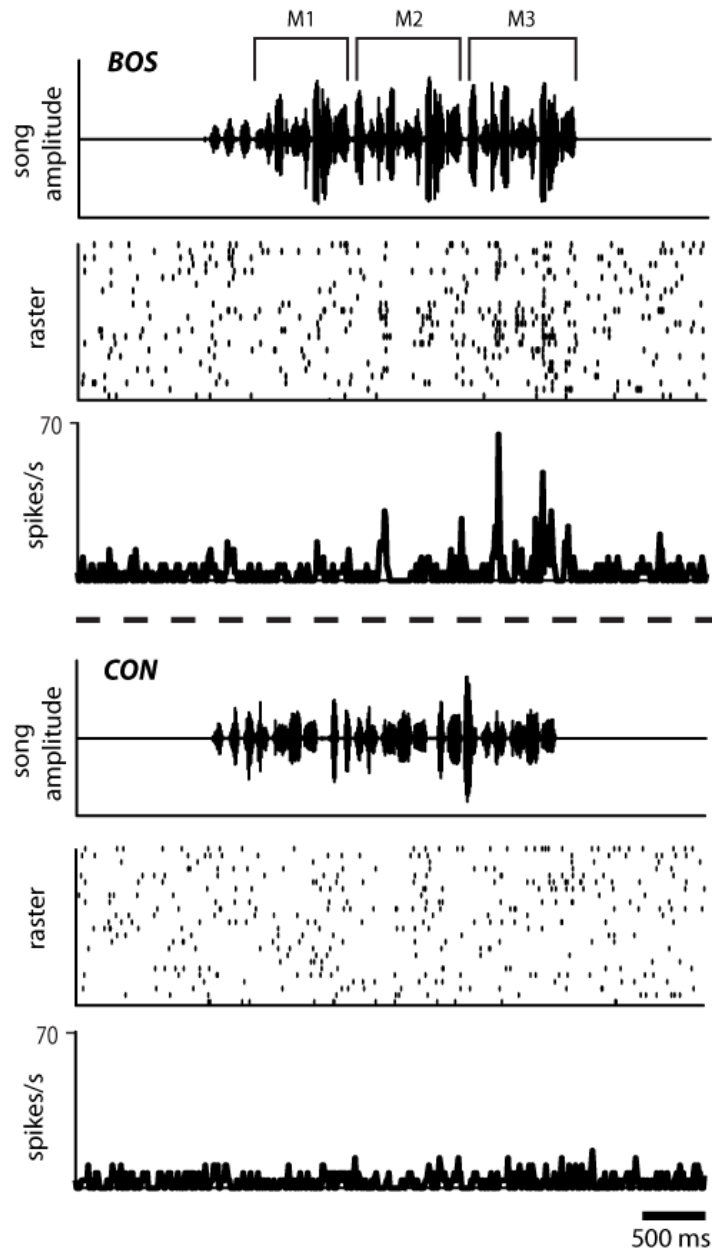 M1 M2 M3
BOS
song
amplitude
raster
70
spikes/s
CON
song
amplitude
raster
70
spikes/s
500 ms